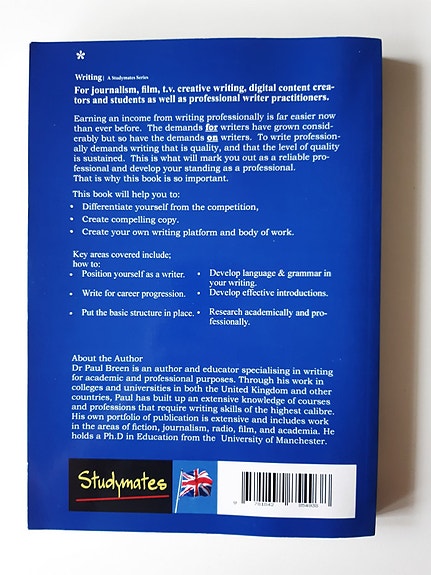 *
Writing: A Studymates Series
For journalism, film, t.v. creative writing, digital content crea-
tors and students as well as professional writer practitioners.
Earning an income from writing professionally is far easier now
than ever before. The demands for writers have grown consid-
erably but so have the demands on writers. To write profession-
ally demands writing that is quality, and that the level of quality
is sustained. This is what will mark you out as a reliable pro-
fessional and develop your standing as a professional.
That is why this book is so important.
This book will help you to:
• Differentiate yourself from the competition,
• Create compelling copy.
• Create your own writing platform and body of work.
Key areas covered include;
how to:
• Position yourself as a writer.
• Write for career progression.
• Put the basic structure in place.
• Develop language & grammar in
your writing.
• Develop effective introductions.
• Research academically and pro-
fessionally.
About the Author
Dr Paul Breen is an author and educator specialising in writing
for academic and professional purposes. Through his work in
colleges and universities in both the United Kingdom and other
countries, Paul has built up an extensive knowledge of courses
and professions that require writing skills of the highest calibre.
His own portfolio of publication is extensive and includes work
in the areas of fiction, journalism, radio, film, and academia. He
holds a Ph.D in Education from the University of Manchester.
Studymates